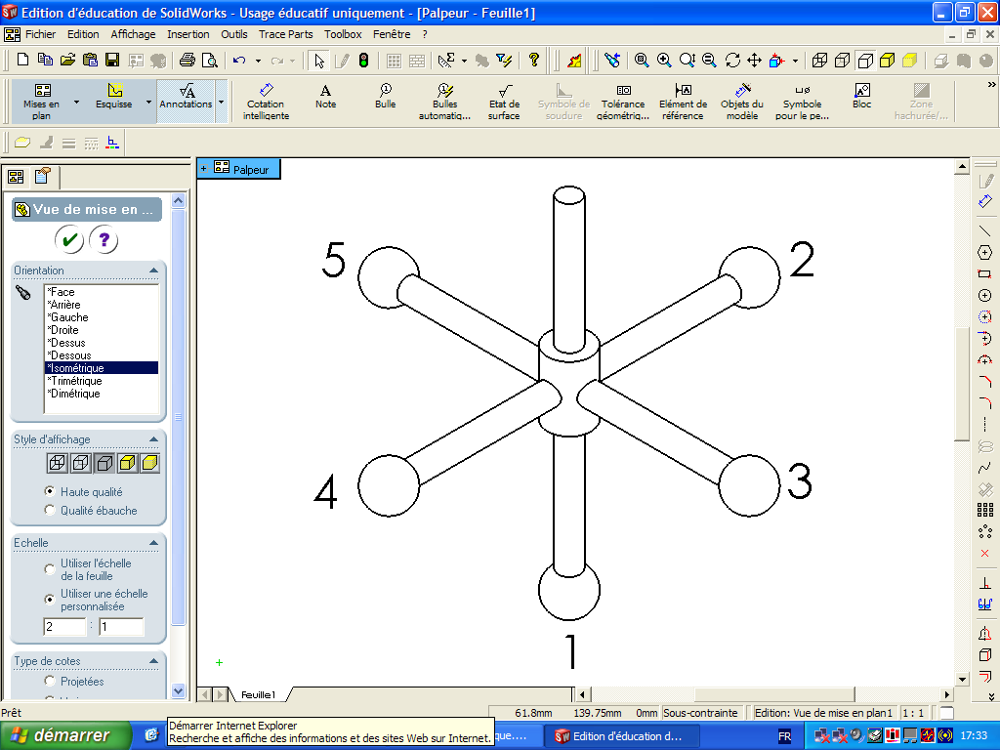 Edition d'éducation de SolidWorks - Usage éducatif uniquement - [Palpeur - Feuille1]
Fichier Edition Affichage Insertion Outils Trace Parts Toolbox Fenêtre ?
Mises en plan
Esquisse
Annotations
Cotation intelligente
Note
Bulle
Bulles automatiq...
Etat de surface
Symbole de soudure
Tolérance géométriq...
Elément de référence
Objets du modèle
Symbole pour le pe...
Bloc
Zone hachurée/...
Palpeur
Vue de mise en ...
Orientation
*Face
*Arrière
*Gauche
*Droite
*Dessus
*Dessous
*Isométrique
*Trimétrique
*Dimétrique
Style d'affichage
Haute qualité
Qualité ébauche
Echelle
Utiliser l'échelle
de la feuille
Utiliser une échelle
personnalisée
2 : 1
Type de cotes
Projetées
5
2
4
3
1
Feuille1
Prêt
61.8mm 139.75mm 0mm Sous-contrainte Edition: Vue de mise en plan1 1 : 1
démarrer
Démarrer Internet Explorer
Recherche et affiche des informations et des sites Web sur Internet.
que....
Edition d'éducation d...
FR
17:33